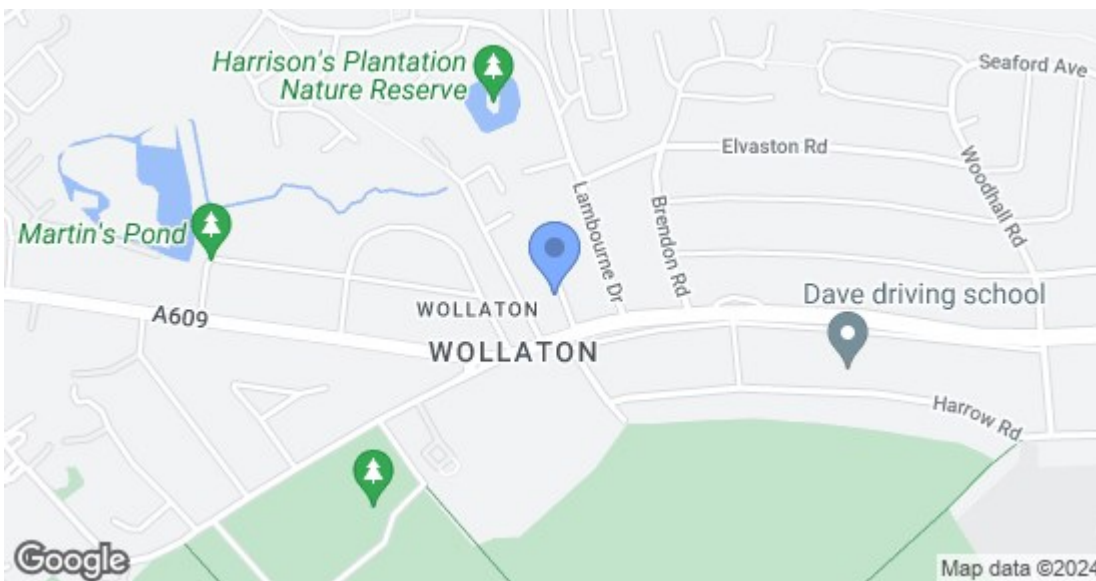 Harrison's Plantation
Nature Reserve
Seaford Ave
Elvaston Rd
Woodhall Rd
Lambourne Dr
Brendon Rd
Martin's Pond
A609
WOLLATON
Dave driving school
WOLLATON
Harrow Rd
Google
Map data ©2024